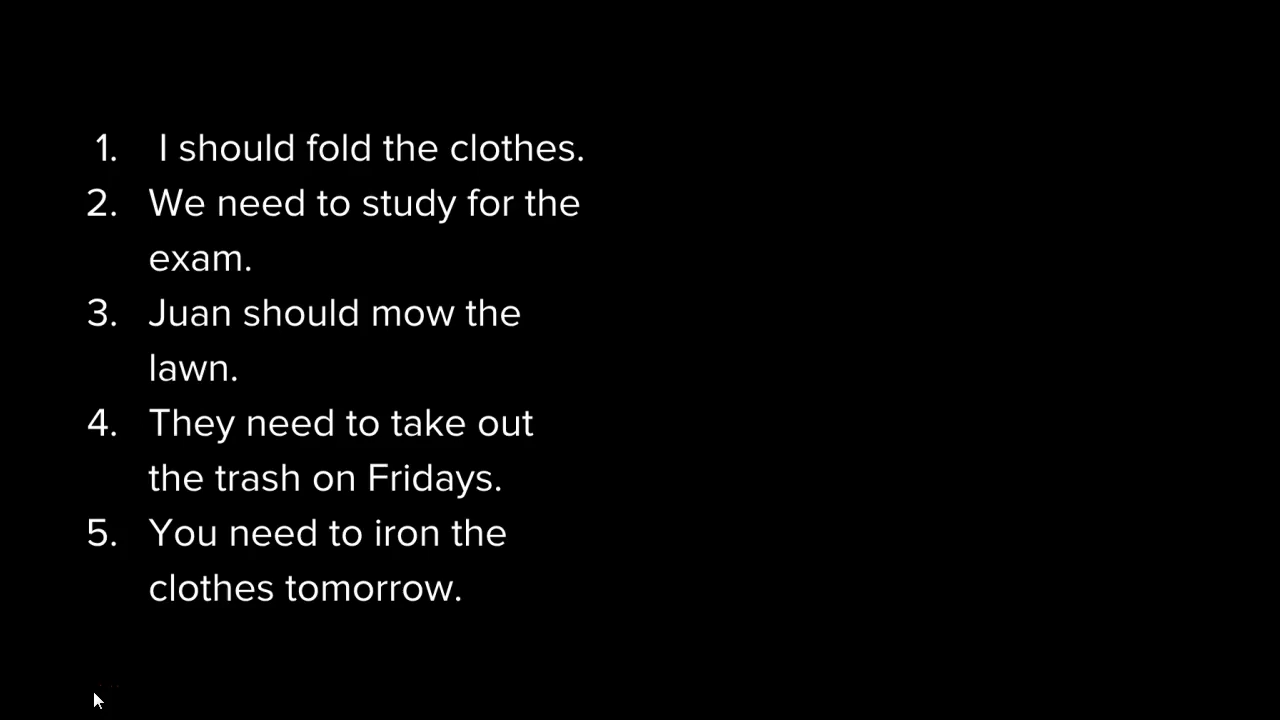 1. I should fold the clothes.
2. We need to study for the
exam.
3. Juan should mow the
lawn.
4. They need to take out
the trash on Fridays.
5. You need to iron the
clothes tomorrow.